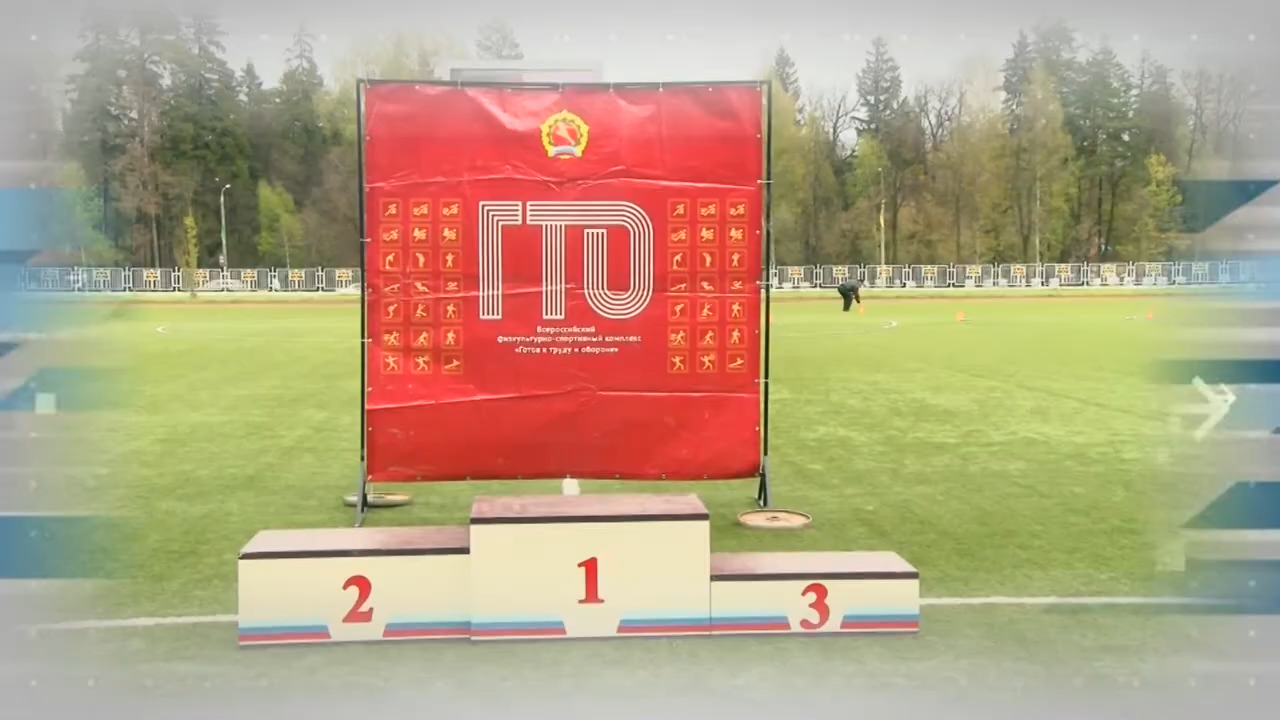 ГТО
Всероссийский
физкультурно-спортивный комплекс
«Готов к труду и обороне»
2
1
3